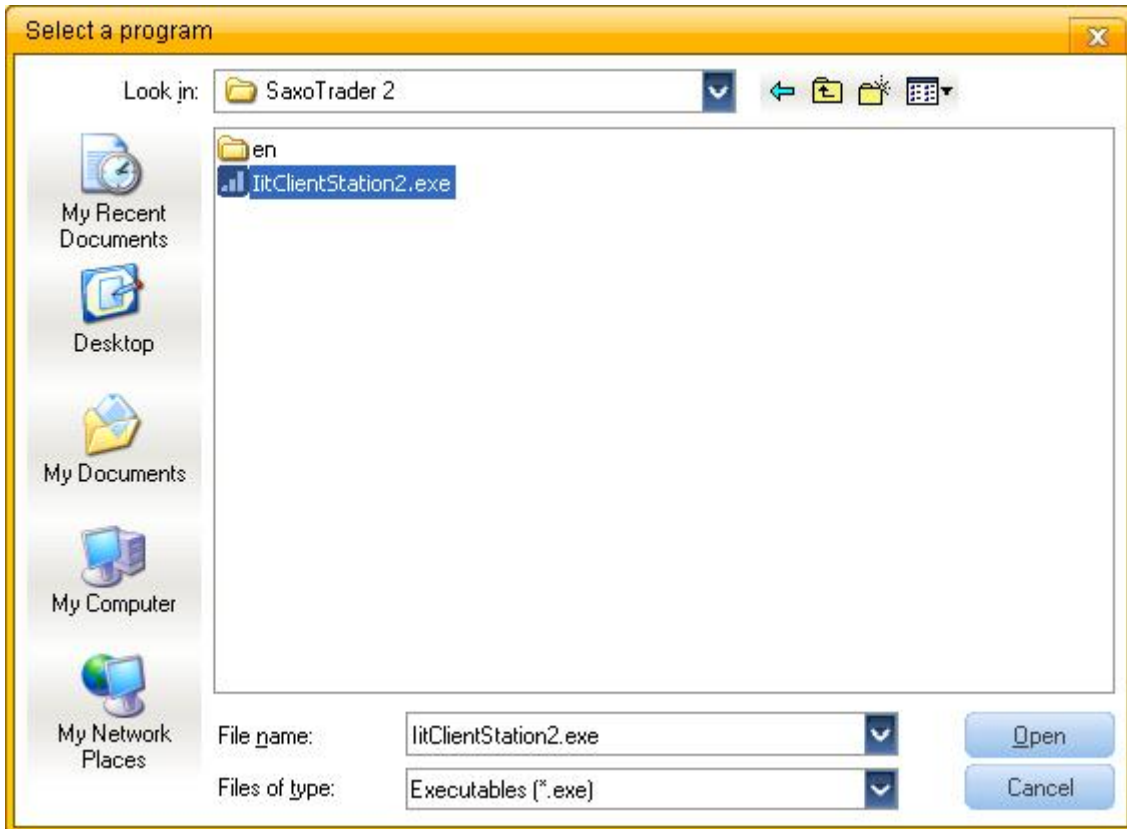 Select a program
Look in:
SaxoTrader 2
en
IitClientStation2.exe
My Recent
Documents
Desktop
My Documents
My Computer
My Network
Places
File name:
IitClientStation2.exe
Open
Files of type:
Executables (*.exe)
Cancel